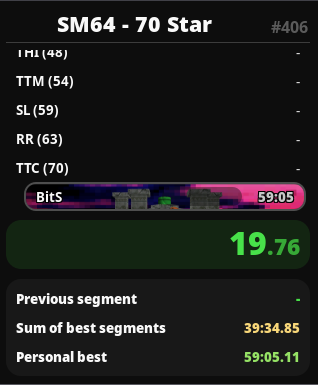 SM64 - 70 Star
#406
THI (48) -
TTM (54) -
SL (59) -
RR (63) -
TTC (70) -
BitS 59:05
19.76
Previous segment -
Sum of best segments 39:34.85
Personal best 59:05.11